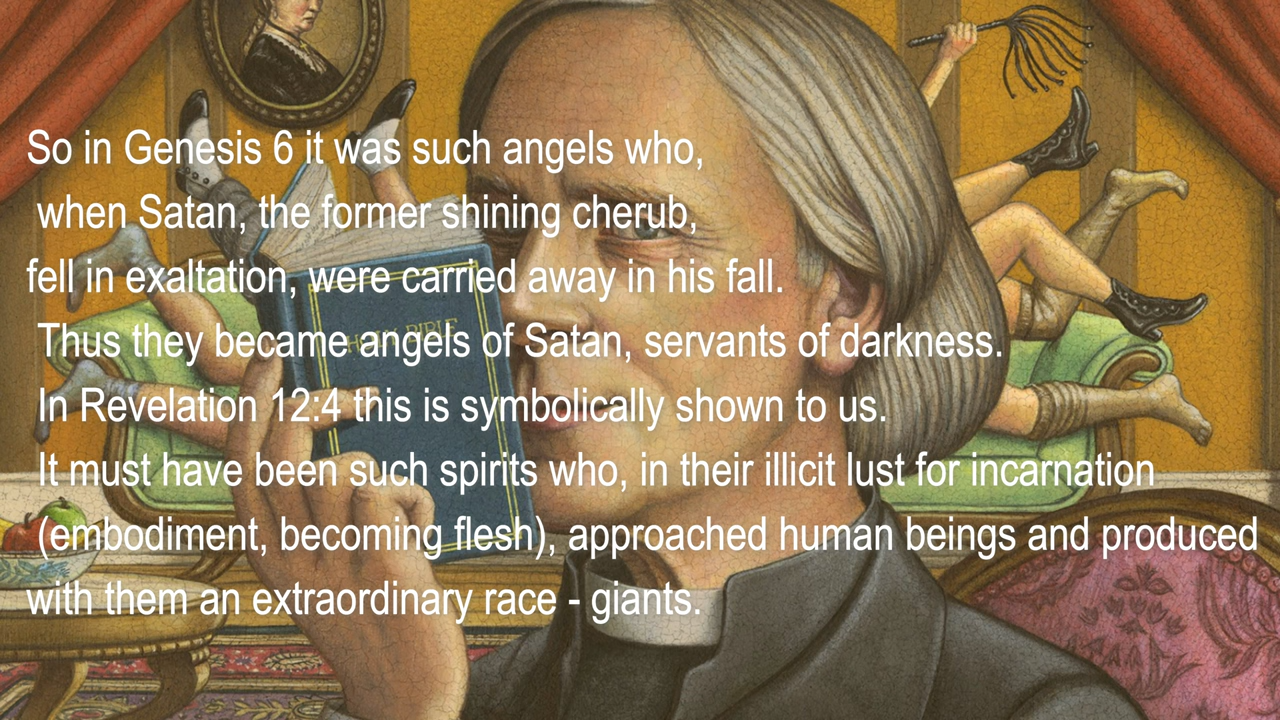 So in Genesis 6 it was such angels who,
when Satan, the former shining cherub,
fell in exaltation, were carried away in his fall.
Thus they became angels of Satan, servants of darkness.
In Revelation 12:4 this is symbolically shown to us.
It must have been such spirits who, in their illicit lust for incarnation
(embodiment, becoming flesh), approached human beings and produced
with them an extraordinary race - giants.
HOLY BIBLE